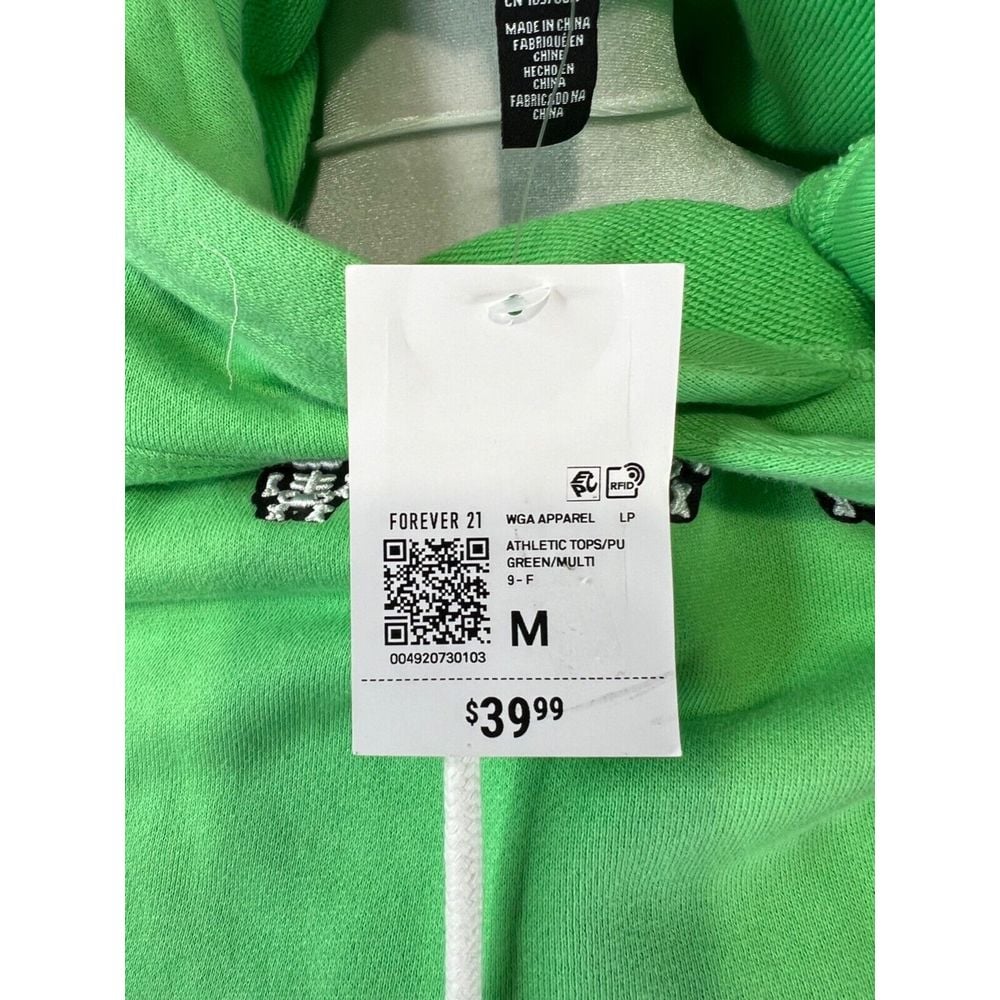 MADE IN CHINA
FABRIQUÉ EN
CHINE
HECHO EN
CHINA
FABRICADO NA
CHINA
EPC
RFID
FOREVER 21
WGA APPAREL LP
ATHLETIC TOPS/PU
GREEN/MULTI
9-F
M
004920730103
$39.99